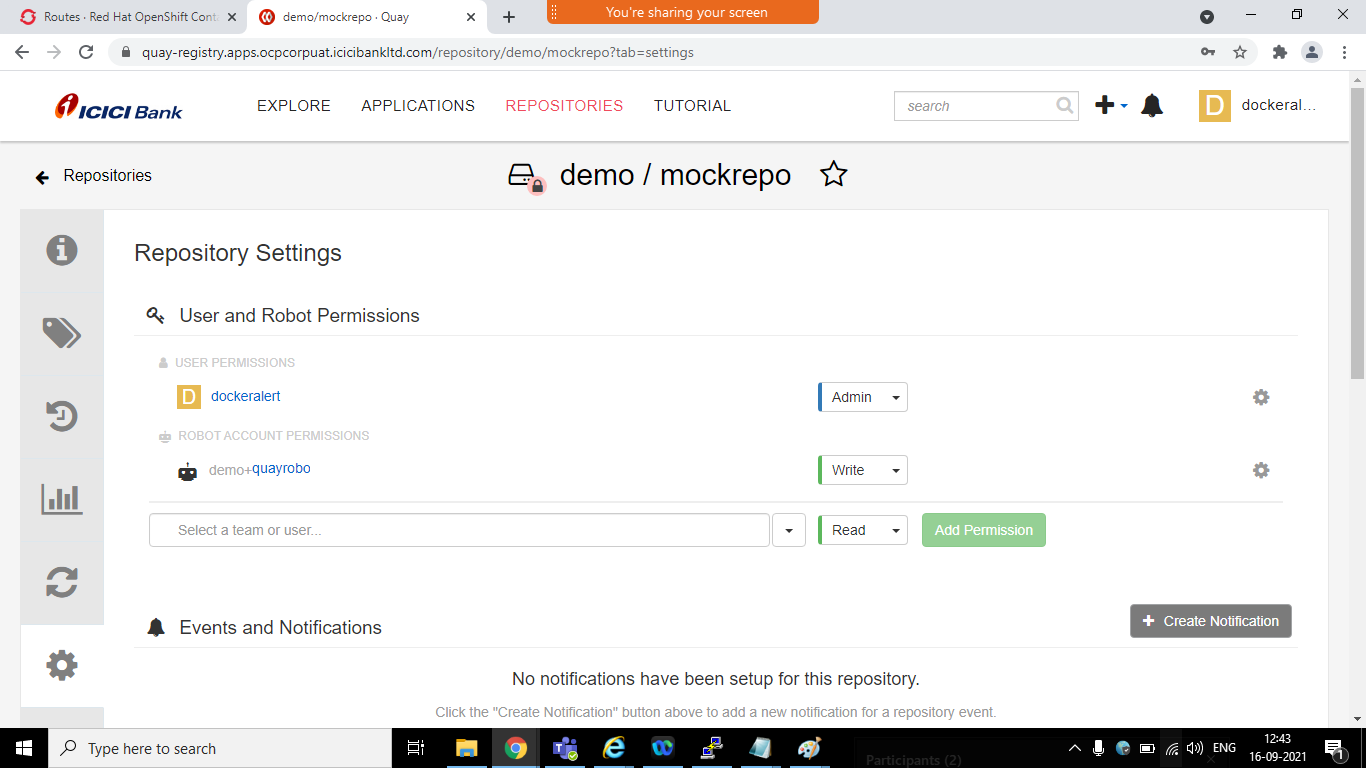 Routes · Red Hat OpenShift Cont
demo/mockrepo · Quay
You're sharing your screen
quay-registry.apps.ocpcorpuat.icicibankltd.com/repository/demo/mockrepo?tab=settings
ICICI Bank
EXPLORE
APPLICATIONS
REPOSITORIES
TUTORIAL
search
D
dockeral...
Repositories
demo / mockrepo
Repository Settings
User and Robot Permissions
USER PERMISSIONS
D
dockeralert
Admin
ROBOT ACCOUNT PERMISSIONS
demo+quayrobo
Write
Select a team or user...
Read
Add Permission
Events and Notifications
Create Notification
No notifications have been setup for this repository.
Click the "Create Notification" button above to add a new notification for a repository event.
Type here to search
Participants (2)
ENG
12:43
16-09-2021
1